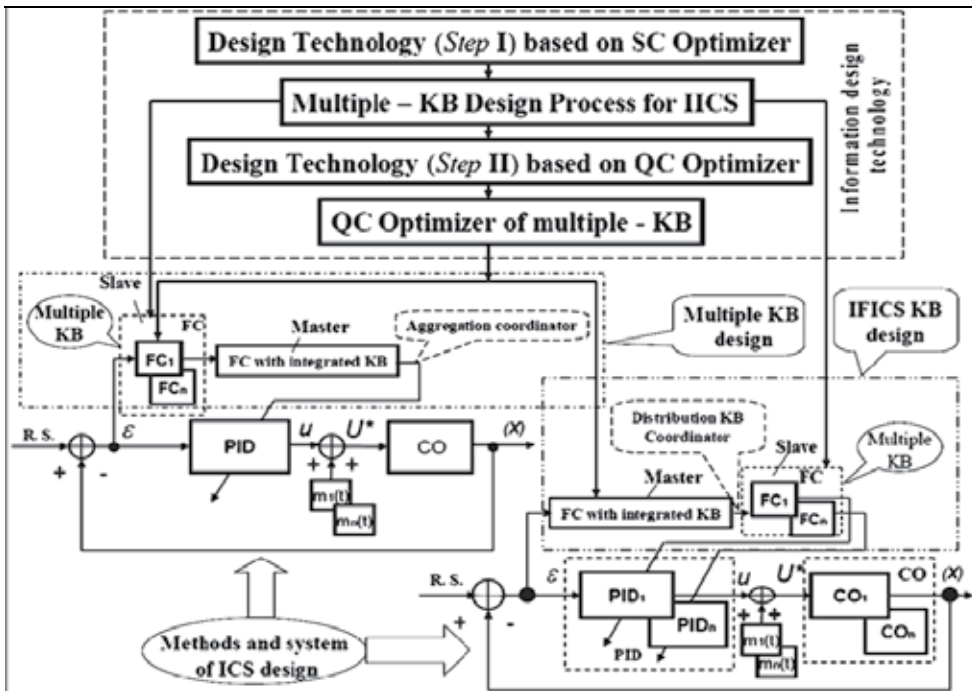 Design Technology (Step I) based on SC Optimizer
Multiple – KB Design Process for IICS
Design Technology (Step II) based on QC Optimizer
QC Optimizer of multiple - KB
Information design
technology
Slave
Multiple
KB
FC
FC1
FCn
Master
FC with integrated KB
Aggregation coordinator
Multiple KB
design
IFICS KB
design
R. S.
+
-
ε
PID
u
+
+
U*
CO
(X)
m1(t)
mn(t)
Distribution KB
Coordinator
Master
FC with integrated KB
Slave
FC
FC1
FCn
Multiple
KB
R. S.
+
-
ε
PID1
PIDn
PID
u
+
+
U*
CO
CO1
COn
(X)
m1(t)
mn(t)
Methods and system
of ICS design